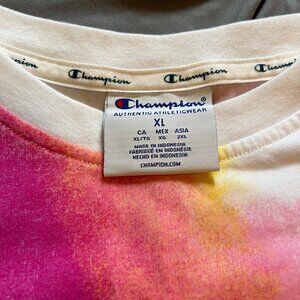 Champion Champion Champion
Champion
AUTHENTIC ATHLETICWEAR
XL
CA MEX ASIA
XL/TG XG 2XL
MADE IN INDONESIA
FABRIQUÉ EN INDONÉSIE
HECHO EN INDONESIA
CHAMPION.COM